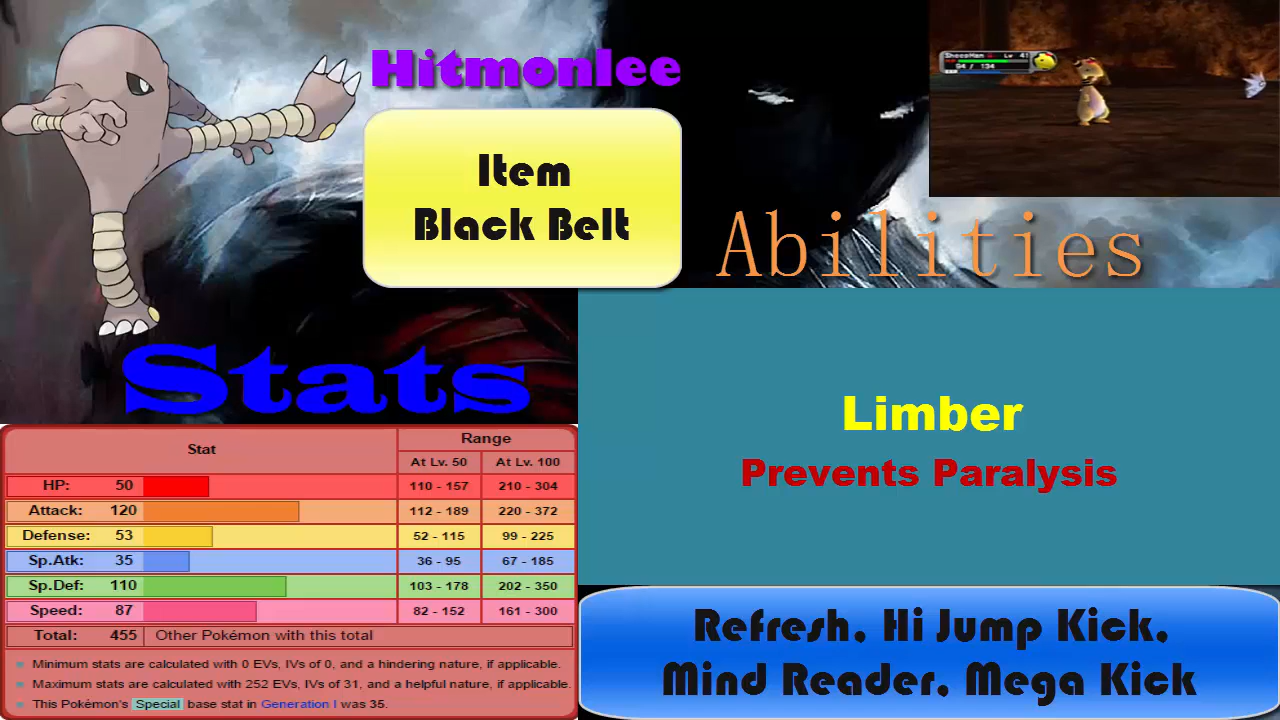 Hitmonlee
Item
Black Belt
SheepMan Lv 41
94 / 134
Abilities
Stats
Limber
Prevents Paralysis
Stat Range
At Lv. 50 At Lv. 100
HP: 50 110 - 157 210 - 304
Attack: 120 112 - 189 220 - 372
Defense: 53 52 - 115 99 - 225
Sp.Atk: 35 36 - 95 67 - 185
Sp.Def: 110 103 - 178 202 - 350
Speed: 87 82 - 152 161 - 300
Total: 455 Other Pokémon with this total
Minimum stats are calculated with 0 EVs, IVs of 0, and a hindering nature, if applicable.
Maximum stats are calculated with 252 EVs, IVs of 31, and a helpful nature, if applicable.
This Pokémon's Special base stat in Generation I was 35.
Refresh, Hi Jump Kick,
Mind Reader, Mega Kick